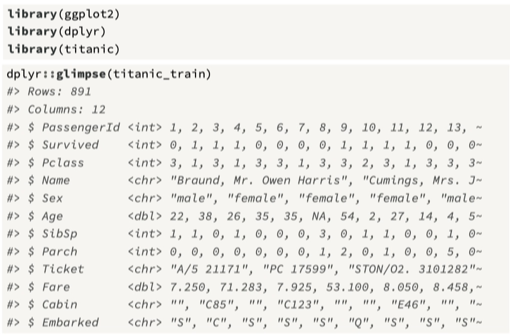 library(ggplot2)
library(dplyr)
library(titanic)
dplyr::glimpse(titanic_train)
#> Rows: 891
#> Columns: 12
#> $ PassengerId <int> 1, 2, 3, 4, 5, 6, 7, 8, 9, 10, 11, 12, 13, ~
#> $ Survived    <int> 0, 1, 1, 1, 0, 0, 0, 0, 1, 1, 1, 1, 0, 0, 0~
#> $ Pclass      <int> 3, 1, 3, 1, 3, 3, 1, 3, 3, 2, 3, 1, 3, 3, 3~
#> $ Name        <chr> "Braund, Mr. Owen Harris", "Cumings, Mrs. J~
#> $ Sex         <chr> "male", "female", "female", "female", "male~
#> $ Age         <dbl> 22, 38, 26, 35, 35, NA, 54, 2, 27, 14, 4, 5~
#> $ SibSp       <int> 1, 1, 0, 1, 0, 0, 0, 3, 0, 1, 1, 0, 0, 1, 0~
#> $ Parch       <int> 0, 0, 0, 0, 0, 0, 0, 1, 2, 0, 1, 0, 0, 5, 0~
#> $ Ticket      <chr> "A/5 21171", "PC 17599", "STON/O2. 3101282"~
#> $ Fare        <dbl> 7.250, 71.283, 7.925, 53.100, 8.050, 8.458,~
#> $ Cabin       <chr> "", "C85", "", "C123", "", "", "E46", "", "~
#> $ Embarked    <chr> "S", "C", "S", "S", "S", "Q", "S", "S", "S"~